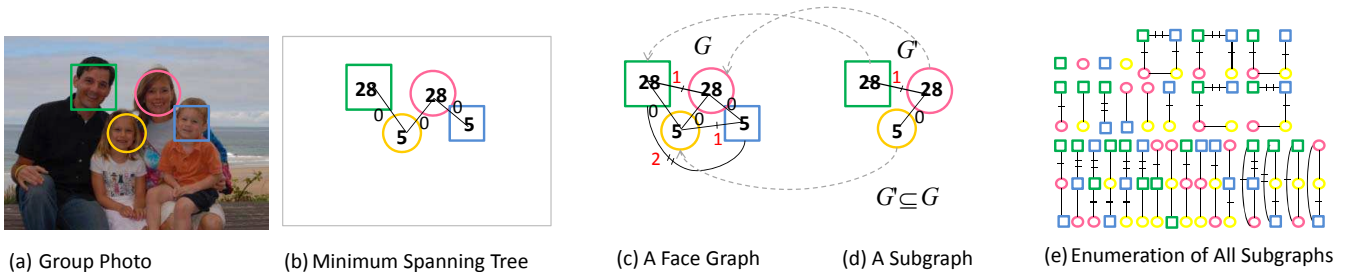 28
0
5
0
28
0
5
G
28
1
28
0
0
0
5
5
1
2
G'
28
1
28
0
5
G' ⊆ G
(a) Group Photo
(b) Minimum Spanning Tree
(c) A Face Graph
(d) A Subgraph
(e) Enumeration of All Subgraphs